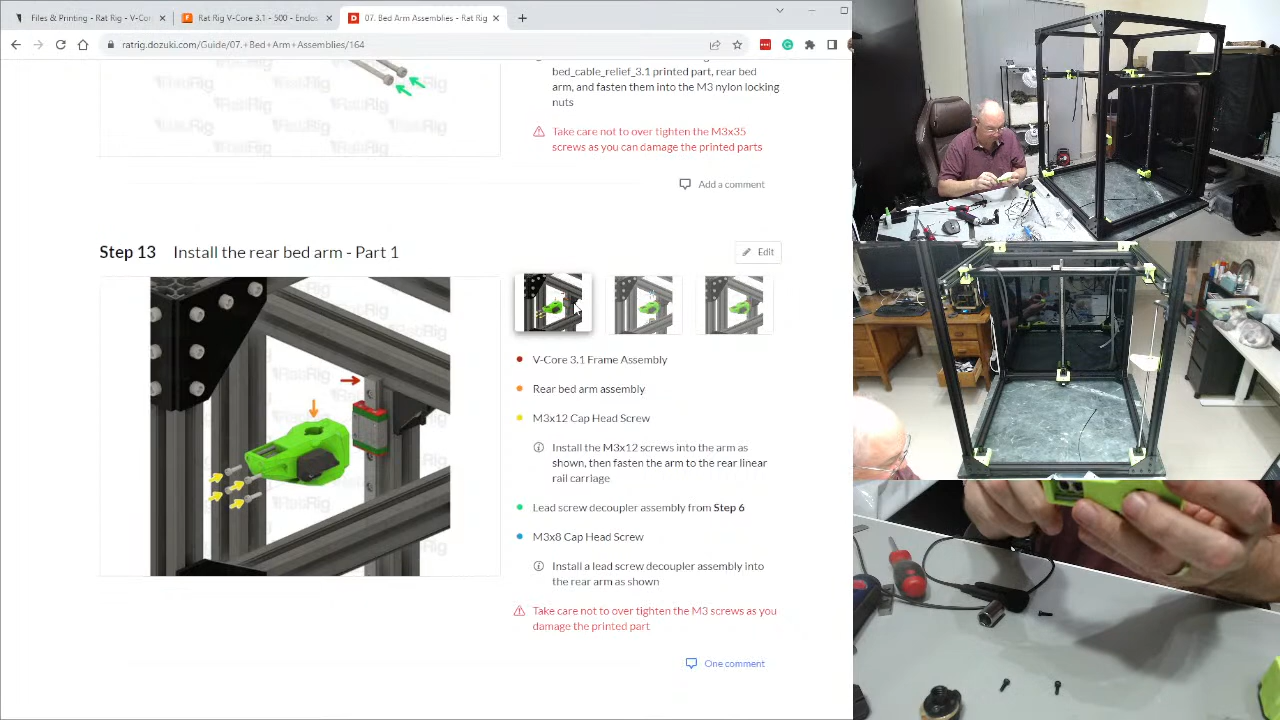 Files & Printing - Rat Rig - V-Cor
Rat Rig V-Core 3.1 - 500 - Endos
07. Bed Arm Assemblies - Rat Rig
ratrig.dozuki.com/Guide/07.+Bed+Arm+Assemblies/164
bed_cable_relief_3.1 printed part, rear bed
arm, and fasten them into the M3 nylon locking
nuts
Take care not to over tighten the M3x35
screws as you can damage the printed parts
Add a comment
Step 13 Install the rear bed arm - Part 1
Edit
V-Core 3.1 Frame Assembly
Rear bed arm assembly
M3x12 Cap Head Screw
Install the M3x12 screws into the arm as
shown, then fasten the arm to the rear linear
rail carriage
Lead screw decoupler assembly from Step 6
M3x8 Cap Head Screw
Install a lead screw decoupler assembly into
the rear arm as shown
Take care not to over tighten the M3 screws as you
damage the printed part
One comment